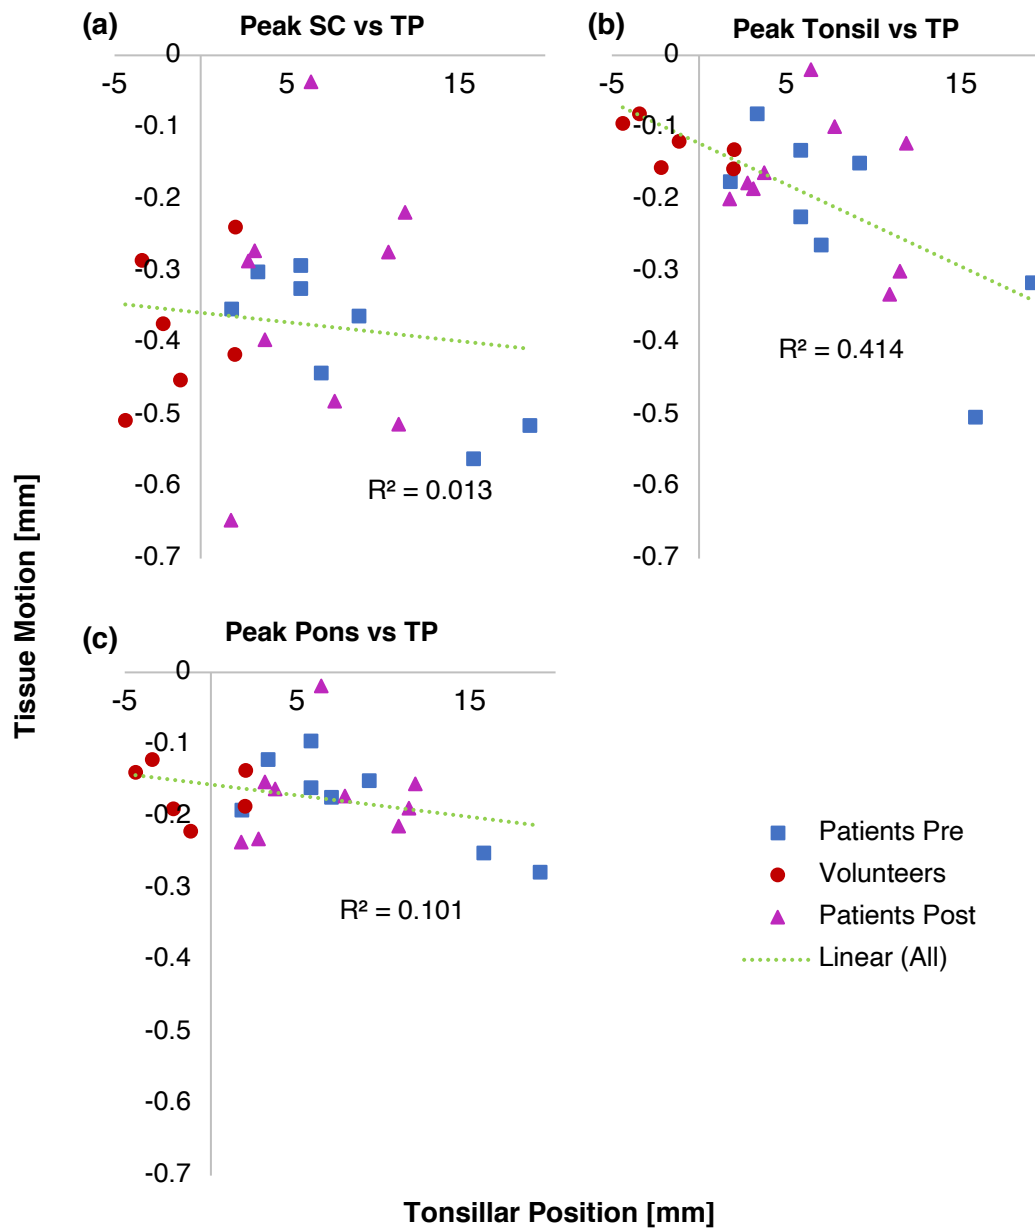 (a)
Peak SC vs TP
0
-5 5 15
-0.1
-0.2
-0.3
-0.4
-0.5
-0.6
-0.7
R² = 0.013
(b)
Peak Tonsil vs TP
0
-5 5 15
-0.1
-0.2
-0.3
-0.4
-0.5
-0.6
-0.7
R² = 0.414
Tissue Motion [mm]
(c)
Peak Pons vs TP
0
-5 5 15
-0.1
-0.2
-0.3
-0.4
-0.5
-0.6
-0.7
R² = 0.101
Patients Pre
Volunteers
Patients Post
Linear (All)
Tonsillar Position [mm]